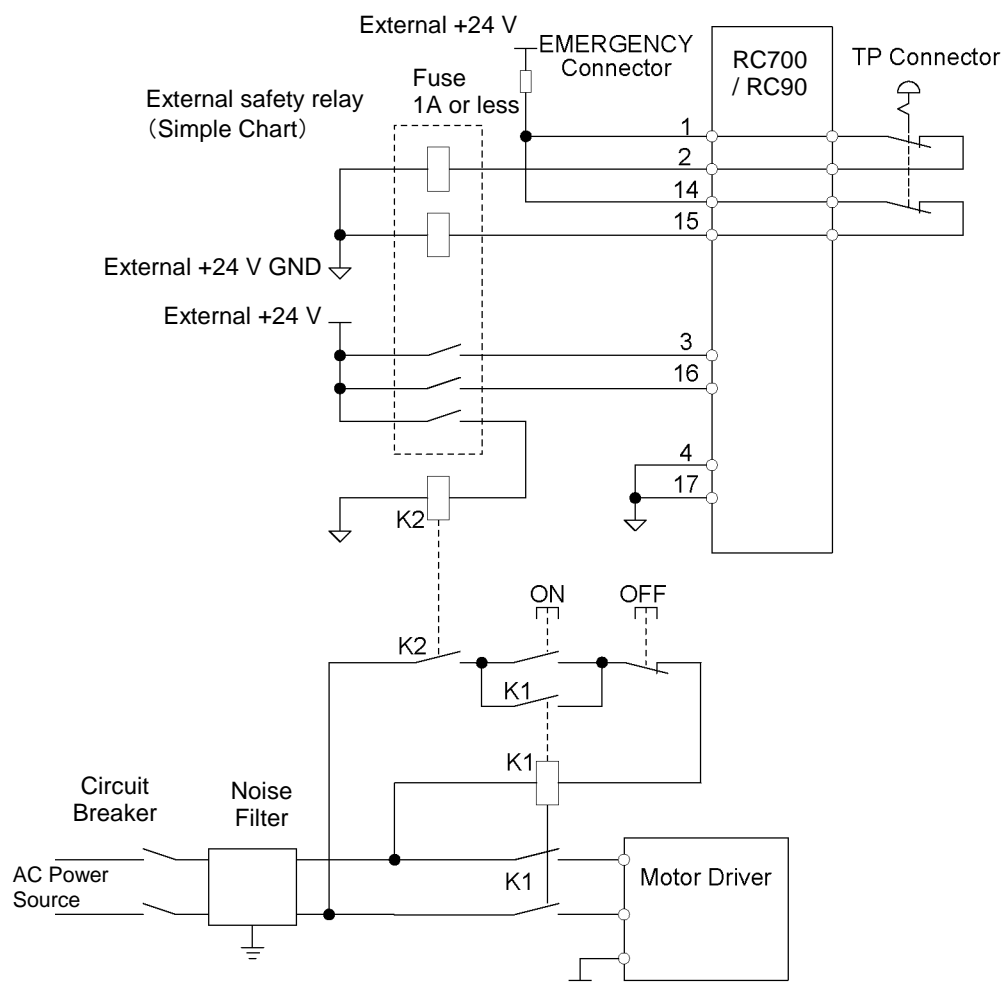 External +24 V
EMERGENCY
Connector
RC700
/ RC90
TP Connector
Fuse
1A or less
External safety relay
（Simple Chart）
1
2
14
15
External +24 V GND
External +24 V
3
16
4
17
K2
ON
OFF
K2
K1
K1
Circuit
Breaker
Noise
Filter
AC Power
Source
K1
Motor Driver